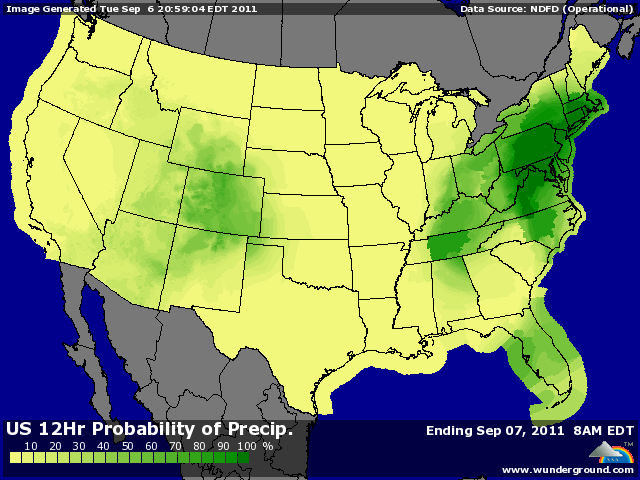 Image Generated Tue Sep 6 20:59:04 EDT 2011
Data Source: NDFD (Operational)
US 12Hr Probability of Precip.
Ending Sep 07, 2011 8AM EDT
10 20 30 40 50 60 70 80 90 100 %
TM
www.wunderground.com